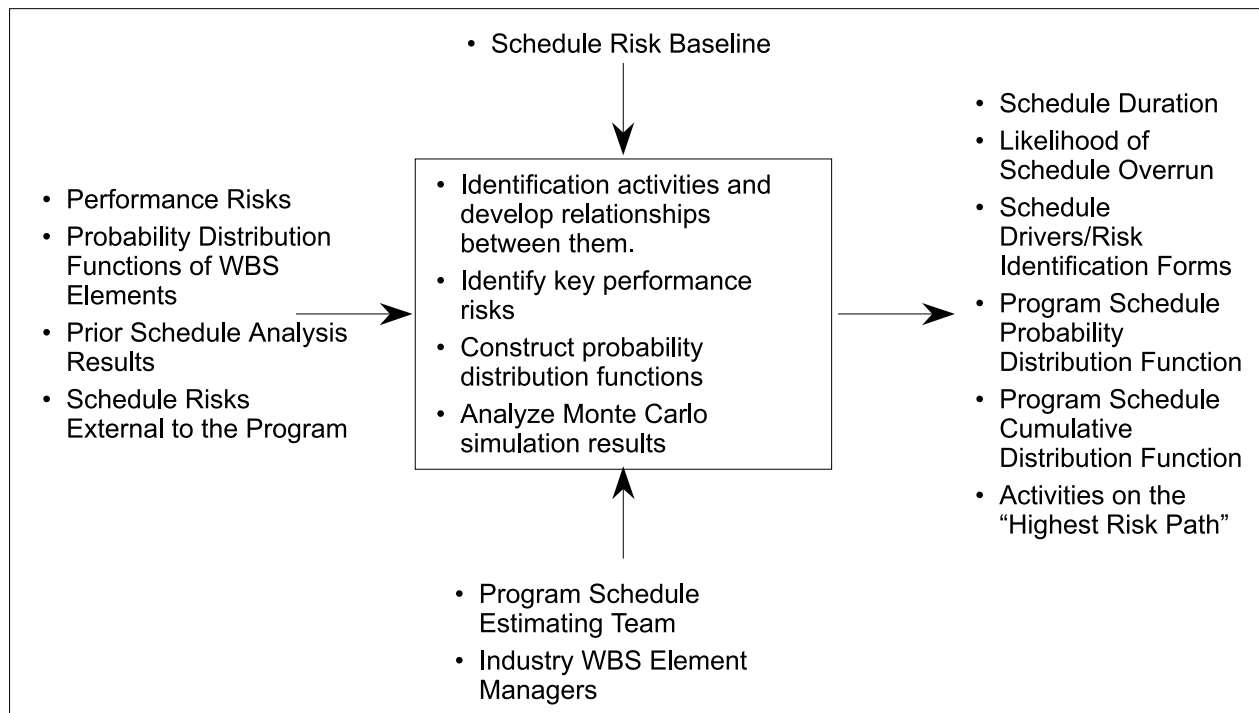 • Schedule Risk Baseline
• Performance Risks
• Probability Distribution
Functions of WBS
Elements
• Prior Schedule Analysis
Results
• Schedule Risks
External to the Program
• Identification activities and
develop relationships
between them.
• Identify key performance
risks
• Construct probability
distribution functions
• Analyze Monte Carlo
simulation results
• Program Schedule
Estimating Team
• Industry WBS Element
Managers
• Schedule Duration
• Likelihood of
Schedule Overrun
• Schedule
Drivers/Risk
Identification Forms
• Program Schedule
Probability
Distribution Function
• Program Schedule
Cumulative
Distribution Function
• Activities on the
“Highest Risk Path”